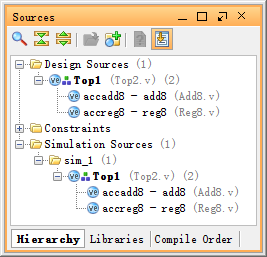 Sources
Design Sources (1)
Top1 (Top2.v) (2)
accadd8 - add8 (Add8.v)
accreg8 - reg8 (Reg8.v)
Constraints
Simulation Sources (1)
sim_1 (1)
Top1 (Top2.v) (2)
accadd8 - add8 (Add8.v)
accreg8 - reg8 (Reg8.v)
Hierarchy Libraries Compile Order